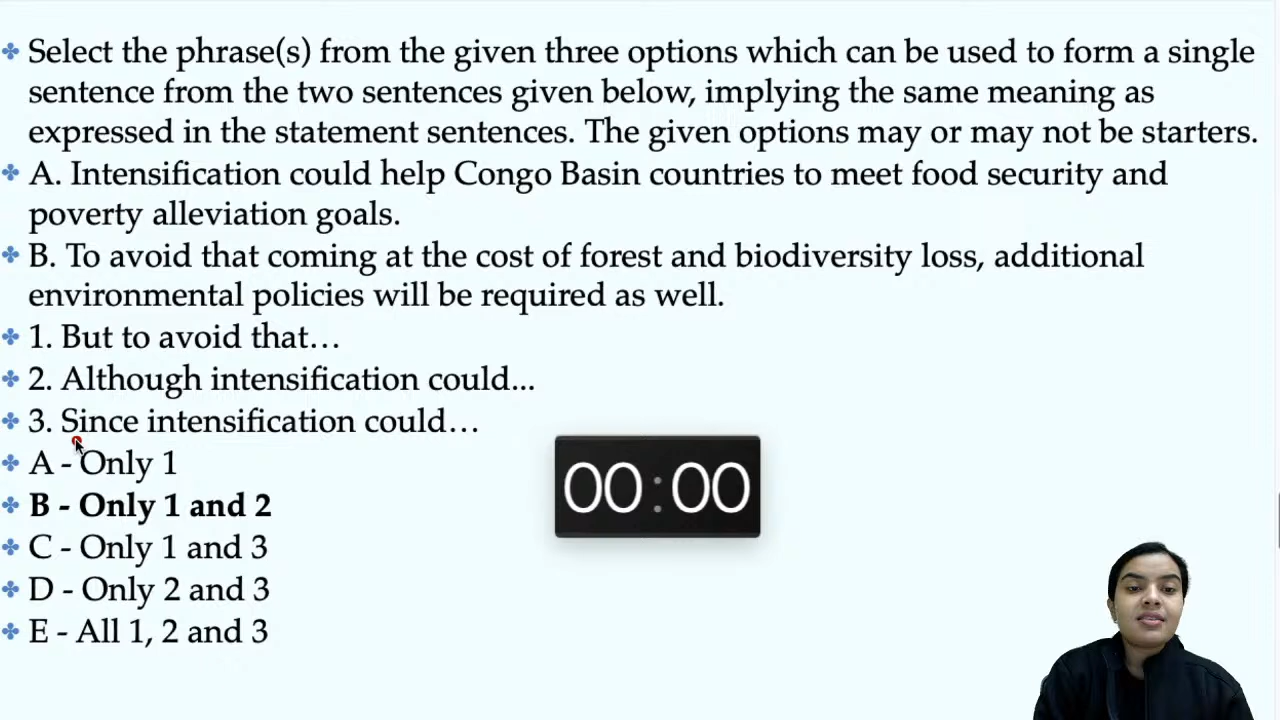 Select the phrase(s) from the given three options which can be used to form a single
sentence from the two sentences given below, implying the same meaning as
expressed in the statement sentences. The given options may or may not be starters.
A. Intensification could help Congo Basin countries to meet food security and
poverty alleviation goals.
B. To avoid that coming at the cost of forest and biodiversity loss, additional
environmental policies will be required as well.
1. But to avoid that…
2. Although intensification could...
3. Since intensification could…
A - Only 1
B - Only 1 and 2
C - Only 1 and 3
D - Only 2 and 3
E - All 1, 2 and 3
00:00